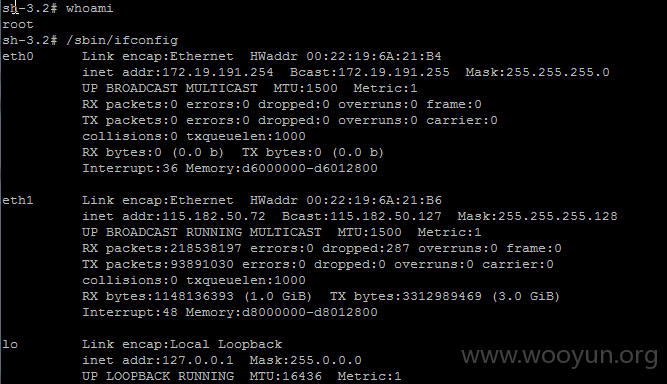 sh-3.2# whoami
root
sh-3.2# /sbin/ifconfig
eth0      Link encap:Ethernet  HWaddr 00:22:19:6A:21:B4
          inet addr:172.19.191.254  Bcast:172.19.191.255  Mask:255.255.255.0
          UP BROADCAST MULTICAST  MTU:1500  Metric:1
          RX packets:0 errors:0 dropped:0 overruns:0 frame:0
          TX packets:0 errors:0 dropped:0 overruns:0 carrier:0
          collisions:0 txqueuelen:1000
          RX bytes:0 (0.0 b)  TX bytes:0 (0.0 b)
          Interrupt:36 Memory:d6000000-d6012800
eth1      Link encap:Ethernet  HWaddr 00:22:19:6A:21:B6
          inet addr:115.182.50.72  Bcast:115.182.50.127  Mask:255.255.255.128
          UP BROADCAST RUNNING MULTICAST  MTU:1500  Metric:1
          RX packets:218538197 errors:0 dropped:287 overruns:0 frame:0
          TX packets:93891030 errors:0 dropped:0 overruns:0 carrier:0
          collisions:0 txqueuelen:1000
          RX bytes:1148136393 (1.0 GiB)  TX bytes:3312989469 (3.0 GiB)
          Interrupt:48 Memory:d8000000-d8012800
lo        Link encap:Local Loopback
          inet addr:127.0.0.1  Mask:255.0.0.0
          UP LOOPBACK RUNNING  MTU:16436  Metric:1
www.wooyun.org